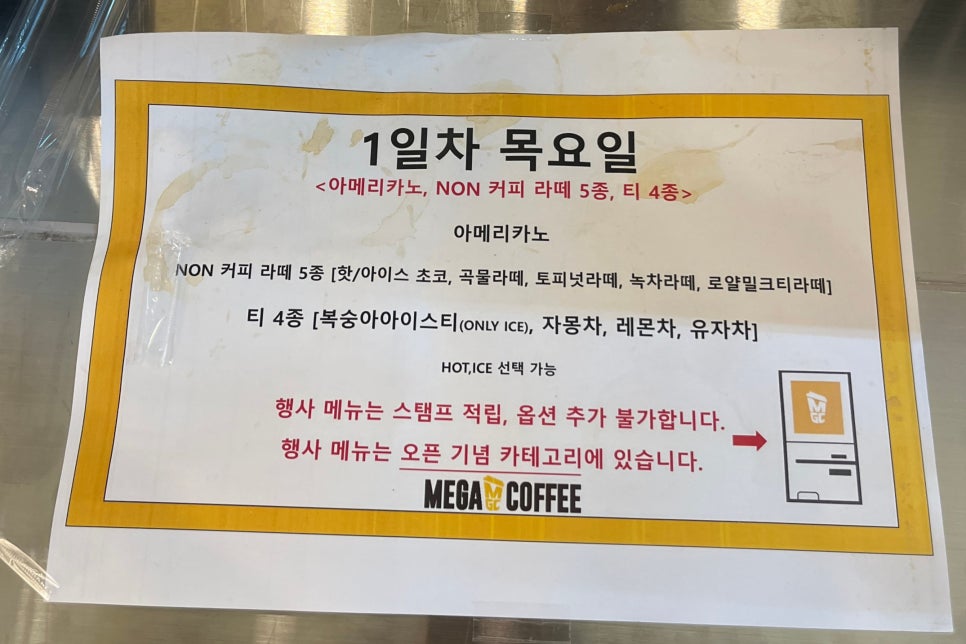 1일차 목요일
<아메리카노, NON 커피 라떼 5종, 티 4종>
아메리카노
NON 커피 라떼 5종 [핫/아이스 초코, 곡물라떼, 토피넛라떼, 녹차라떼, 로얄밀크티라떼]
티 4종 [복숭아아이스티(ONLY ICE), 자몽차, 레몬차, 유자차]
HOT,ICE 선택 가능
행사 메뉴는 스탬프 적립, 옵션 추가 불가합니다.
행사 메뉴는 오픈 기념 카테고리에 있습니다.
MEGA MGC COFFEE
MGC